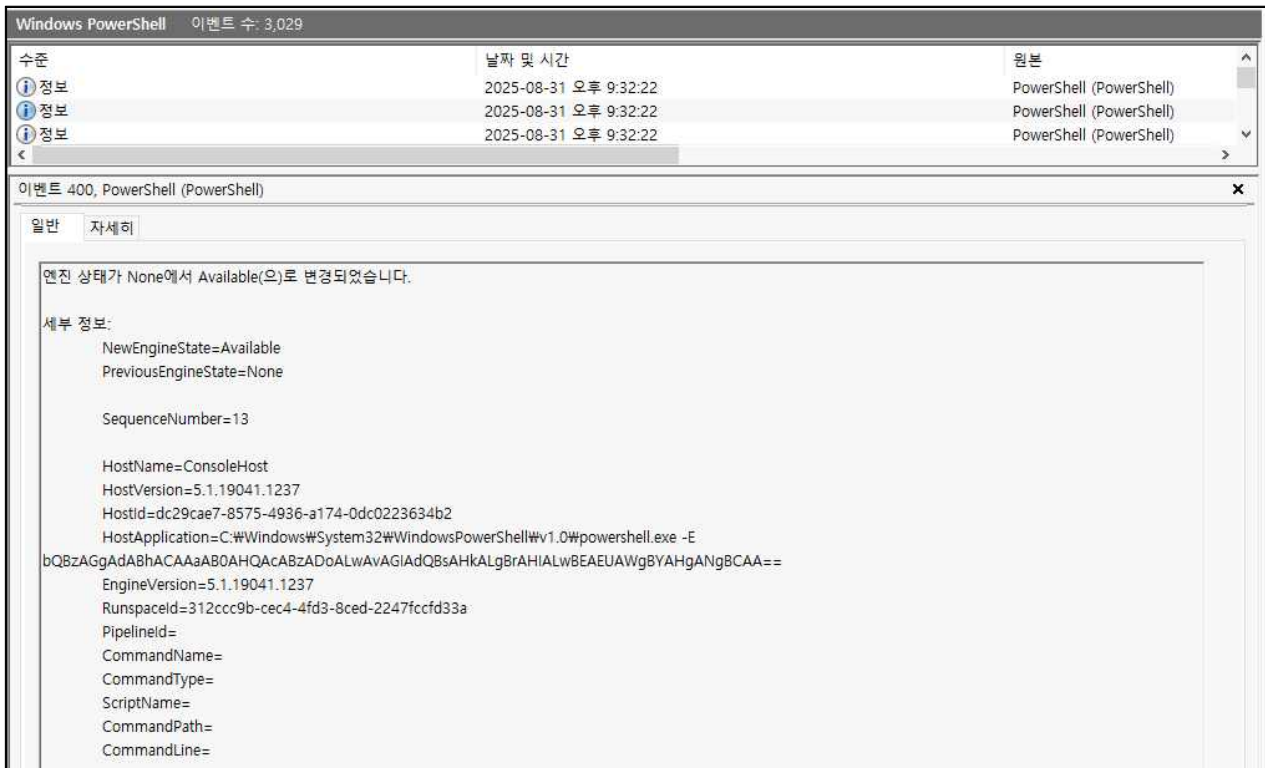 Windows PowerShell 이벤트 수: 3,029
수준 날짜 및 시간 원본
정보 2025-08-31 오후 9:32:22 PowerShell (PowerShell)
정보 2025-08-31 오후 9:32:22 PowerShell (PowerShell)
정보 2025-08-31 오후 9:32:22 PowerShell (PowerShell)
이벤트 400, PowerShell (PowerShell)
일반 자세히
엔진 상태가 None에서 Available(으)로 변경되었습니다.
세부 정보:
NewEngineState=Available
PreviousEngineState=None
SequenceNumber=13
HostName=ConsoleHost
HostVersion=5.1.19041.1237
HostId=dc29cae7-8575-4936-a174-0dc0223634b2
HostApplication=C:₩Windows₩System32₩WindowsPowerShell₩v1.0₩powershell.exe -E
bQBzAGgAdABhACAAaAB0AHQAcABzADoALwAvAGIAdQBsAHkALgBrAHIALwBEAEUAWgBYAHgANgBCAA==
EngineVersion=5.1.19041.1237
RunspaceId=312ccc9b-cec4-4fd3-8ced-2247fccfd33a
PipelineId=
CommandName=
CommandType=
ScriptName=
CommandPath=
CommandLine=